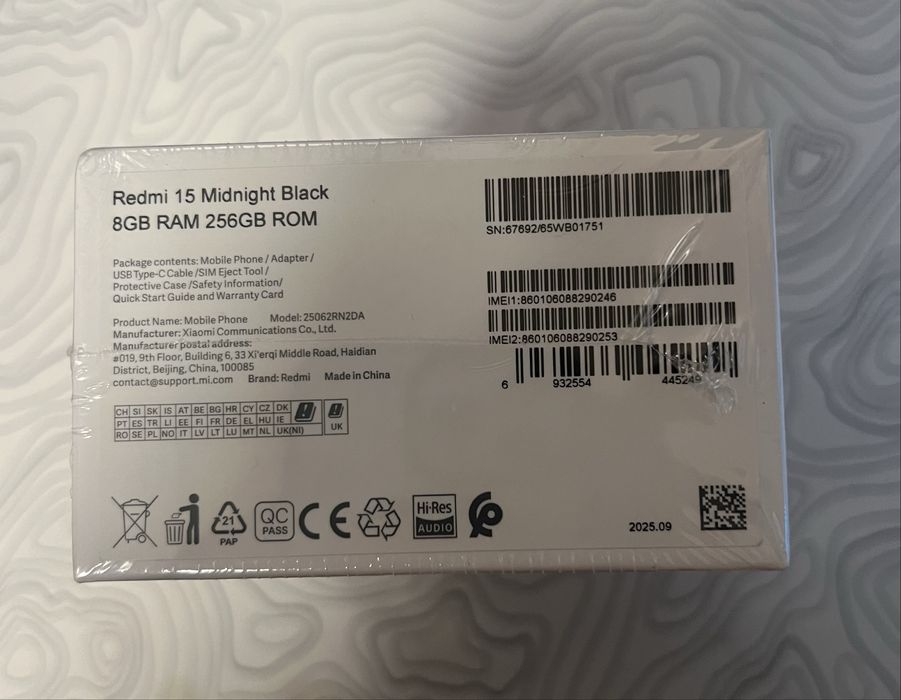 Redmi 15 Midnight Black
8GB RAM 256GB ROM
Package contents: Mobile Phone / Adapter /
USB Type-C Cable /SIM Eject Tool /
Protective Case /Safety Information/
Quick Start Guide and Warranty Card
Product Name: Mobile Phone Model: 25062RN2DA
Manufacturer: Xiaomi Communications Co., Ltd.
Manufacturer postal address:
#019, 9th Floor, Building 6, 33 Xi'erqi Middle Road, Haidian
District, Beijing, China, 100085
contact@support.mi.com Brand: Redmi Made in China
CH SI SK IS AT BE BG HR CY CZ DK
PT ES TR LI EE FI FR DE EL HU IE
RO SE PL NO IT LV LT LU MT NL UK(NI)
UK
SN:67692/65WB01751
IMEI1:860106088290246
IMEI2:860106088290253
6 932554 445249
21
PAP
QC
PASS
CE
Hi-Res
AUDIO
2025.09